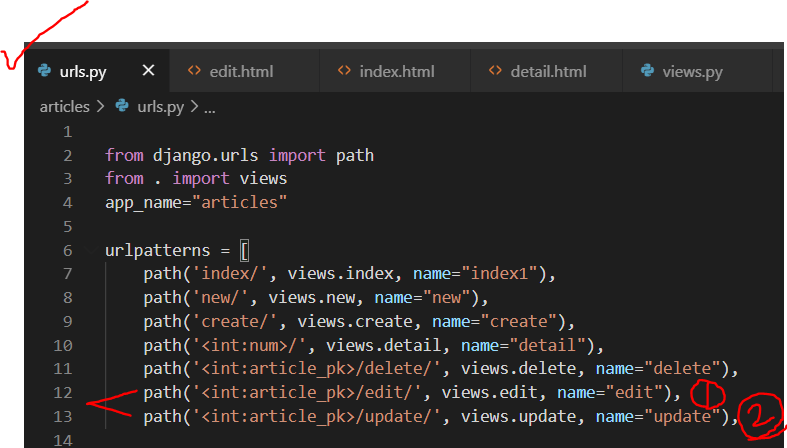 urls.py edit.html index.html detail.html views.py
articles > urls.py > ...
1
2 from django.urls import path
3 from . import views
4 app_name="articles"
5
6 urlpatterns = [
7 path('index/', views.index, name="index1"),
8 path('new/', views.new, name="new"),
9 path('create/', views.create, name="create"),
10 path('<int:num>/', views.detail, name="detail"),
11 path('<int:article_pk>/delete/', views.delete, name="delete"),
12 path('<int:article_pk>/edit/', views.edit, name="edit"), ①
13 path('<int:article_pk>/update/', views.update, name="update"), ②
14